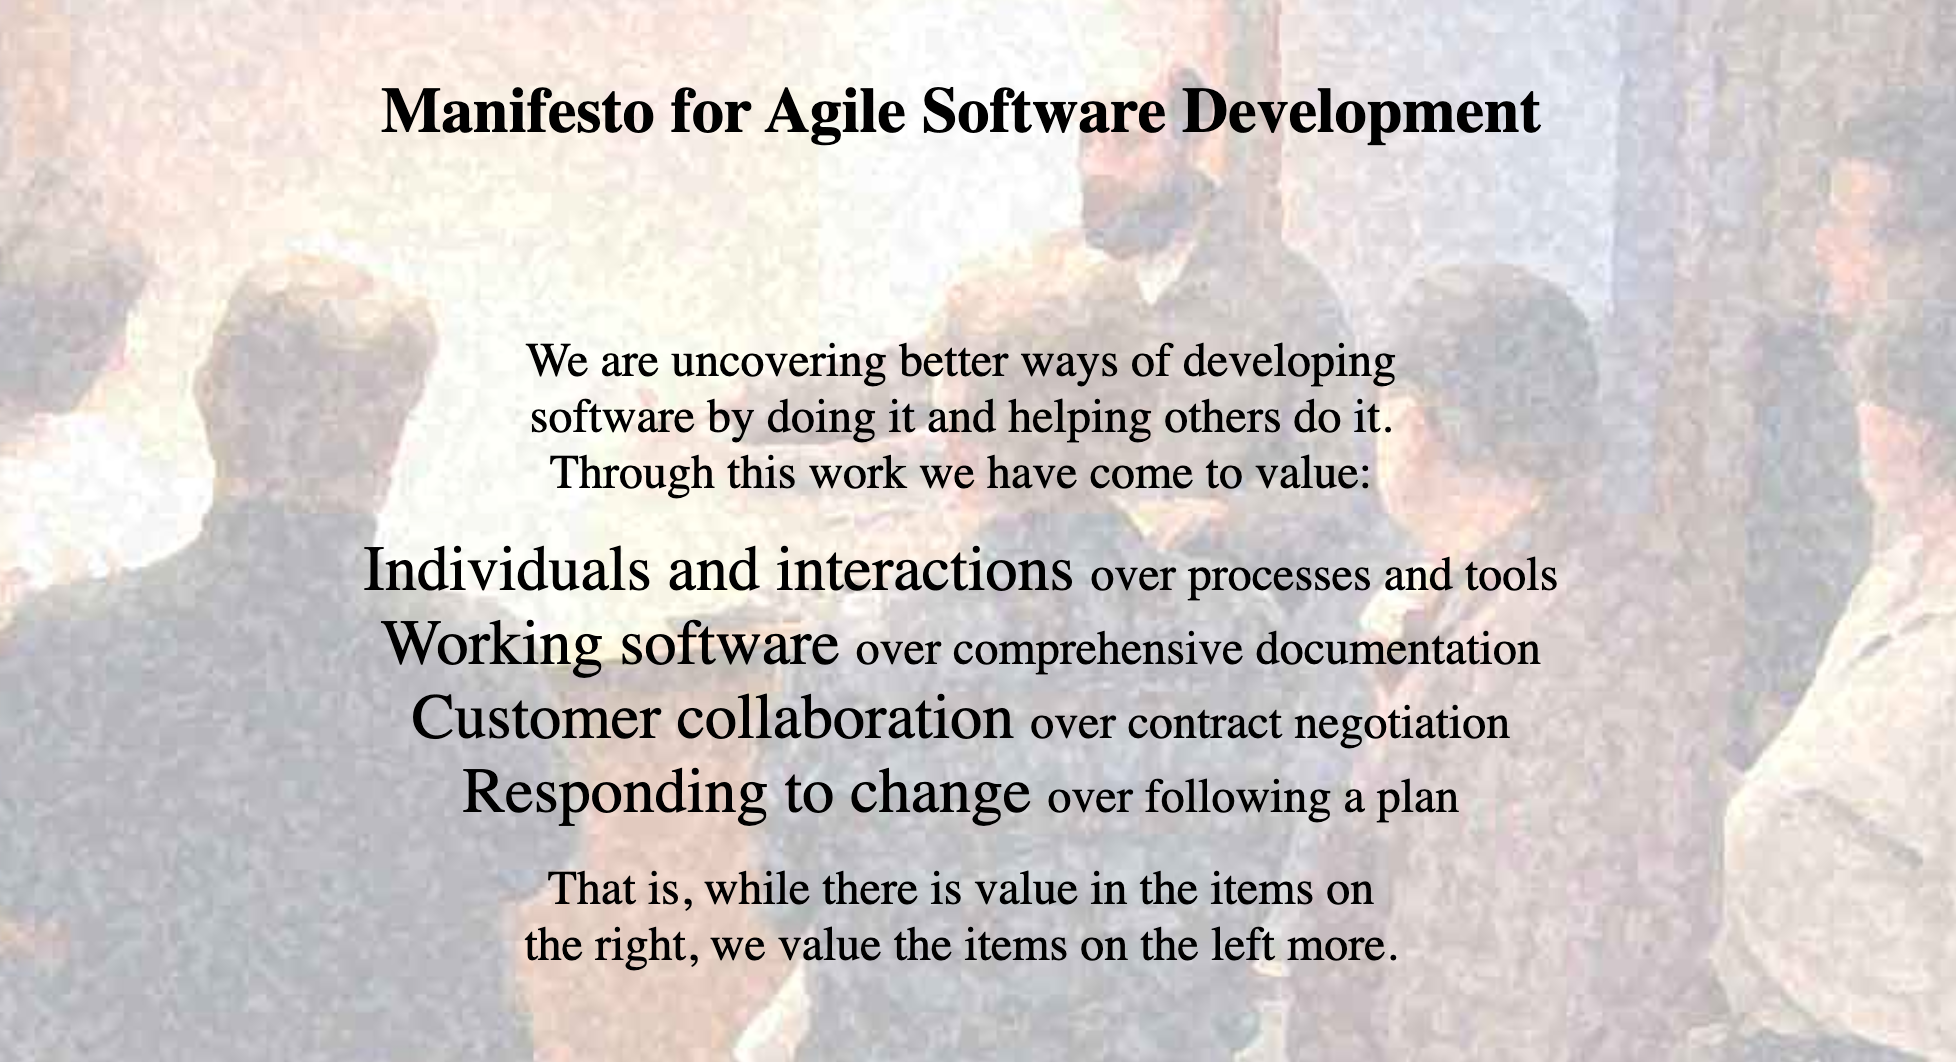 Manifesto for Agile Software Development
We are uncovering better ways of developing
software by doing it and helping others do it.
Through this work we have come to value:
Individuals and interactions over processes and tools
Working software over comprehensive documentation
Customer collaboration over contract negotiation
Responding to change over following a plan
That is, while there is value in the items on
the right, we value the items on the left more.